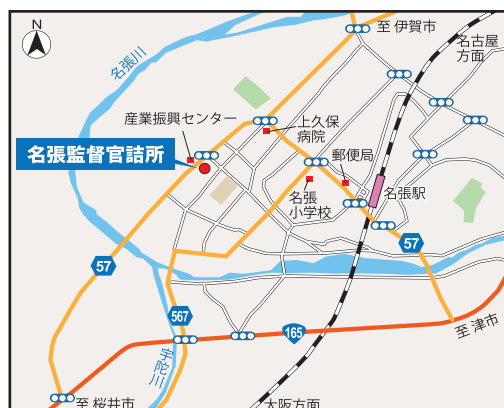 N
至 伊賀市
名古屋
方面
名張川
産業振興センター
上久保
病院
名張監督官詰所
郵便局
名張
小学校
名張駅
57
57
567
165
宇陀川
至 津市
至 桜井市
大阪方面